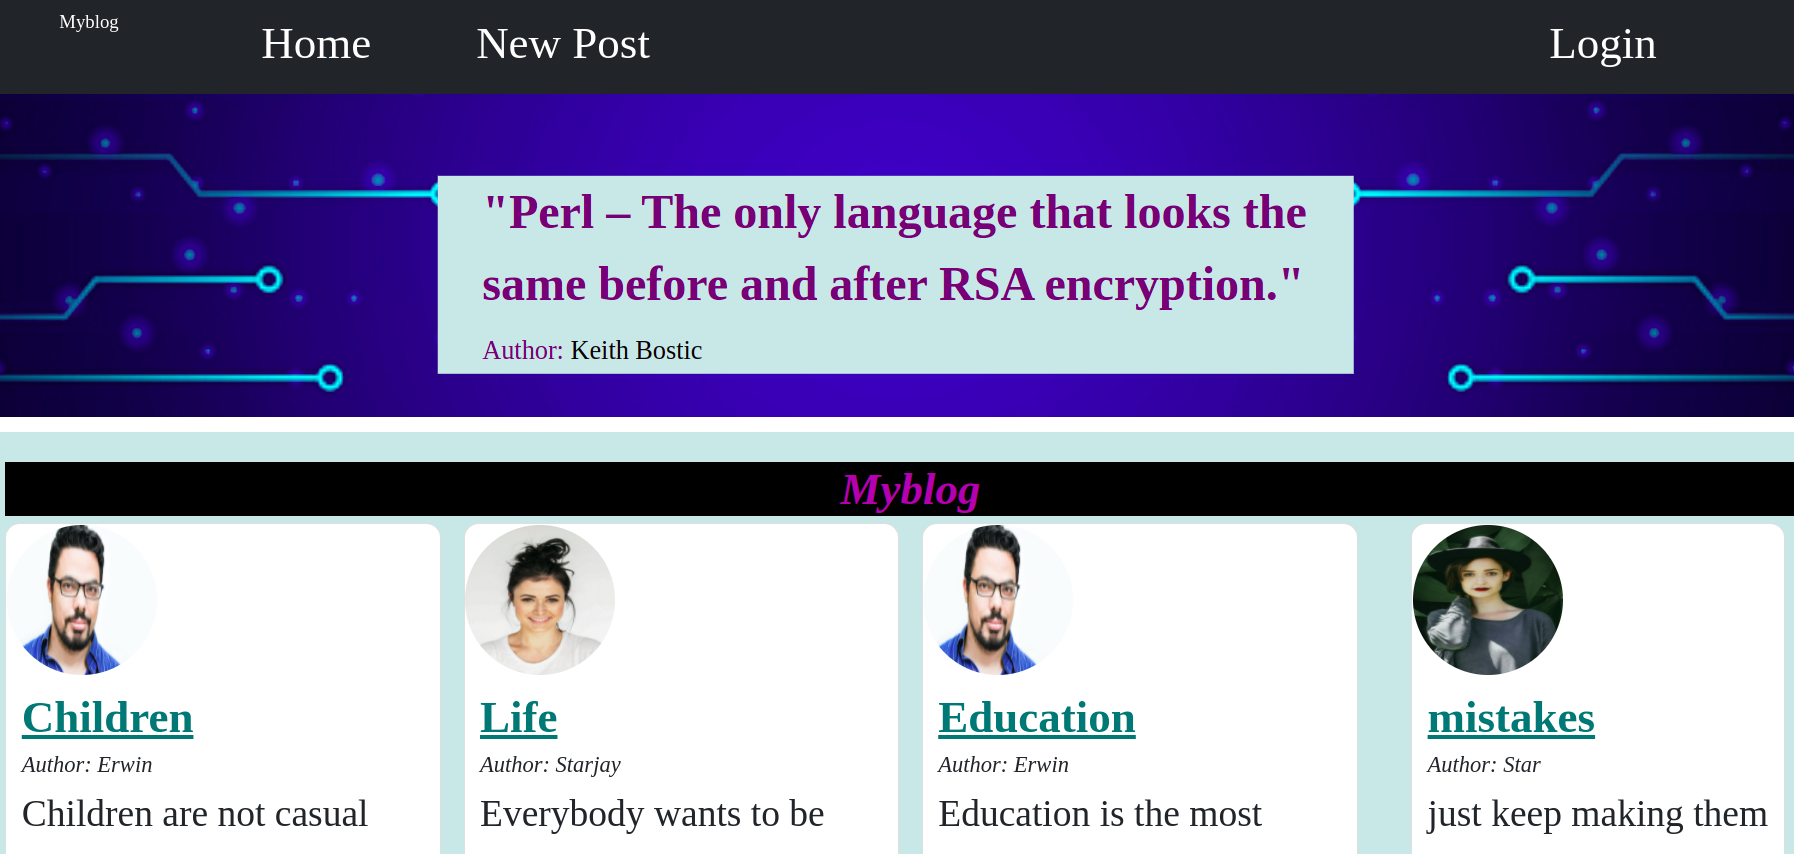 Myblog
Home
New Post
Login
"Perl – The only language that looks the
same before and after RSA encryption."
Author: Keith Bostic
Myblog
Children
Author: Erwin
Children are not casual
Life
Author: Starjay
Everybody wants to be
Education
Author: Erwin
Education is the most
mistakes
Author: Star
just keep making them